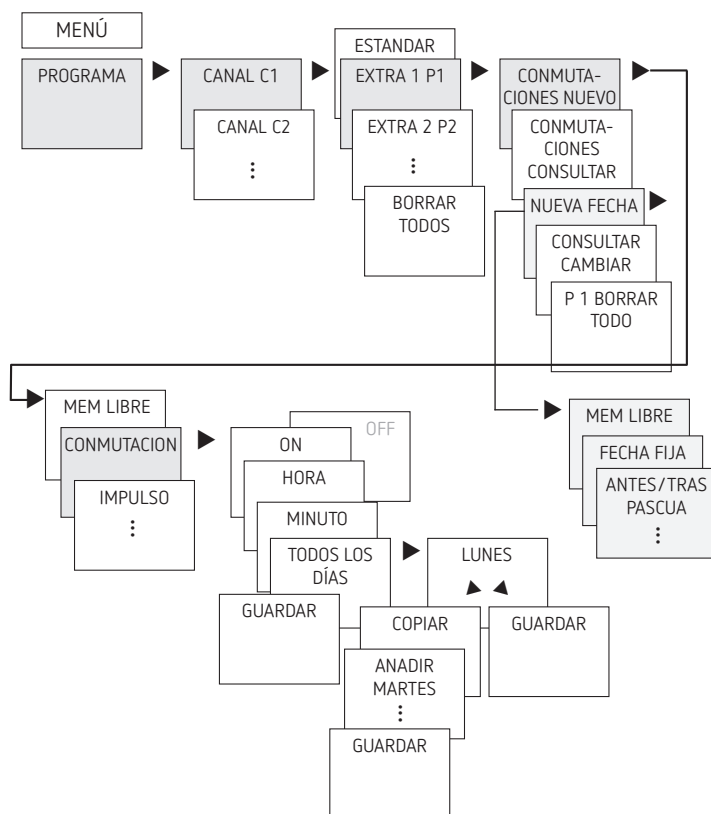 MENÚ
PROGRAMA
CANAL C1
CANAL C2
ESTANDAR
EXTRA 1 P1
EXTRA 2 P2
BORRAR
TODOS
CONMUTA-
CIONES NUEVO
CONMUTA-
CIONES
CONSULTAR
NUEVA FECHA
CONSULTAR
CAMBIAR
P 1 BORRAR
TODO
MEM LIBRE
CONMUTACION
IMPULSO
OFF
ON
HORA
MINUTO
TODOS LOS
DÍAS
GUARDAR
LUNES
COPIAR
GUARDAR
ANADIR
MARTES
GUARDAR
MEM LIBRE
FECHA FIJA
ANTES/TRAS
PASCUA